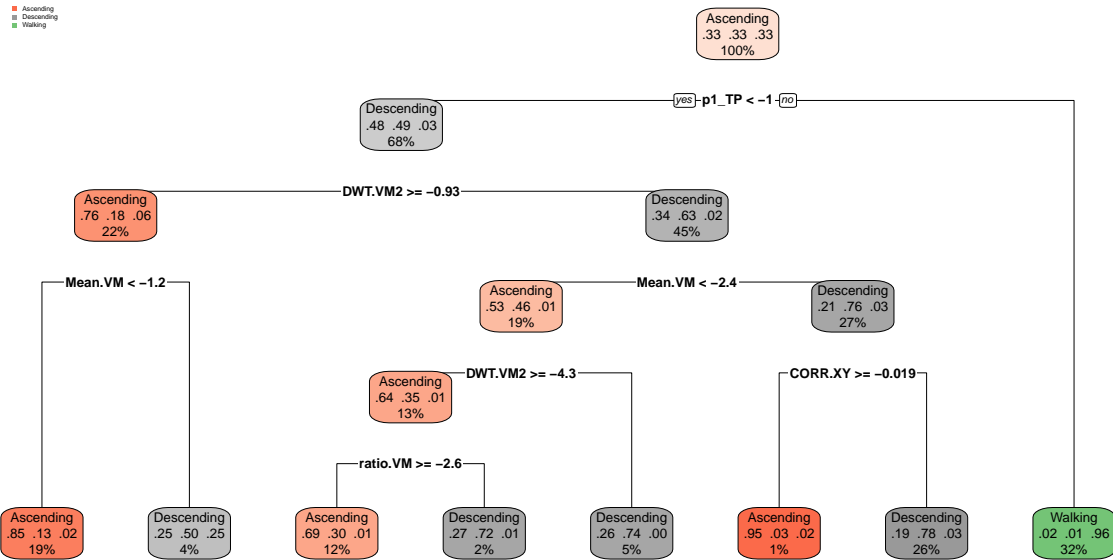 Ascending
Descending
Walking
Ascending
.33 .33 .33
100%
yes p1_TP < −1 no
Descending
.48 .49 .03
68%
DWT.VM2 >= −0.93
Ascending
.76 .18 .06
22%
Descending
.34 .63 .02
45%
Mean.VM < −1.2
Mean.VM < −2.4
Ascending
.53 .46 .01
19%
Descending
.21 .76 .03
27%
DWT.VM2 >= −4.3
CORR.XY >= −0.019
Ascending
.64 .35 .01
13%
ratio.VM >= −2.6
Ascending
.85 .13 .02
19%
Descending
.25 .50 .25
4%
Ascending
.69 .30 .01
12%
Descending
.27 .72 .01
2%
Descending
.26 .74 .00
5%
Ascending
.95 .03 .02
1%
Descending
.19 .78 .03
26%
Walking
.02 .01 .96
32%